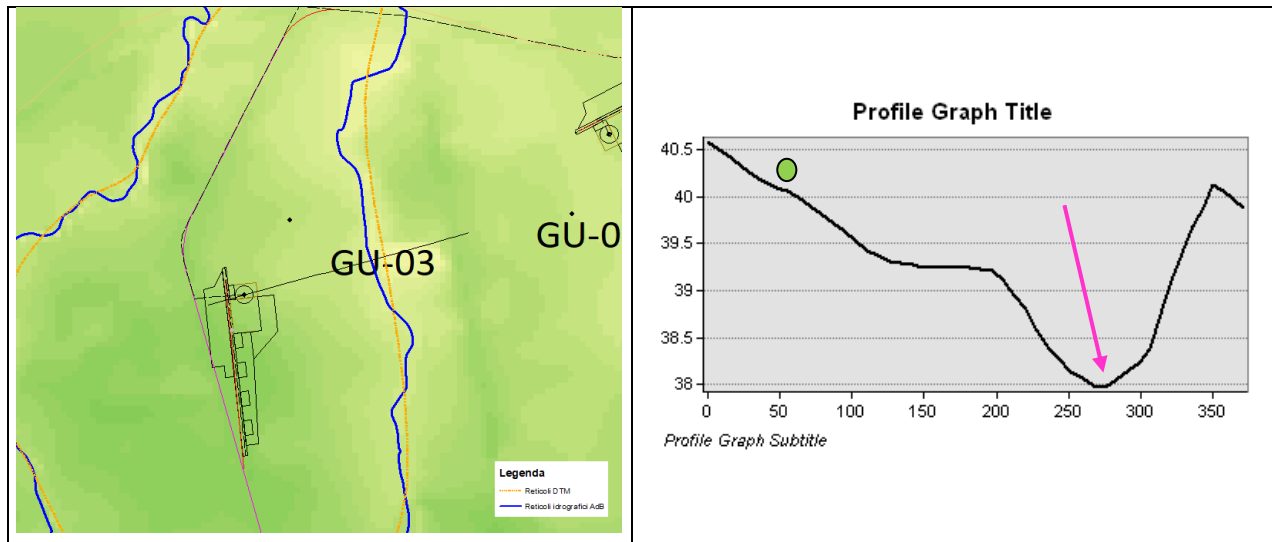 GU-03
GU-0
Legenda
Reticoli DTM
Reticoli idrografici AdB
Profile Graph Title
40.5
40
39.5
39
38.5
38
0 50 100 150 200 250 300 350
Profile Graph Subtitle